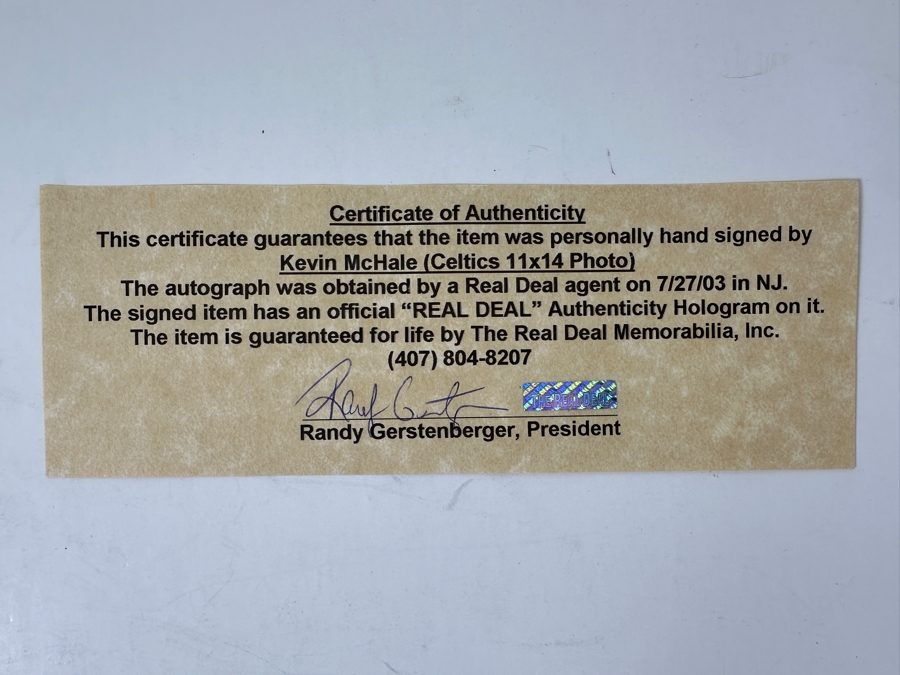 Certificate of Authenticity
This certificate guarantees that the item was personally hand signed by
Kevin McHale (Celtics 11x14 Photo)
The autograph was obtained by a Real Deal agent on 7/27/03 in NJ.
The signed item has an official “REAL DEAL” Authenticity Hologram on it.
The item is guaranteed for life by The Real Deal Memorabilia, Inc.
(407) 804-8207
THE REAL DEAL
Randy Gerstenberger, President